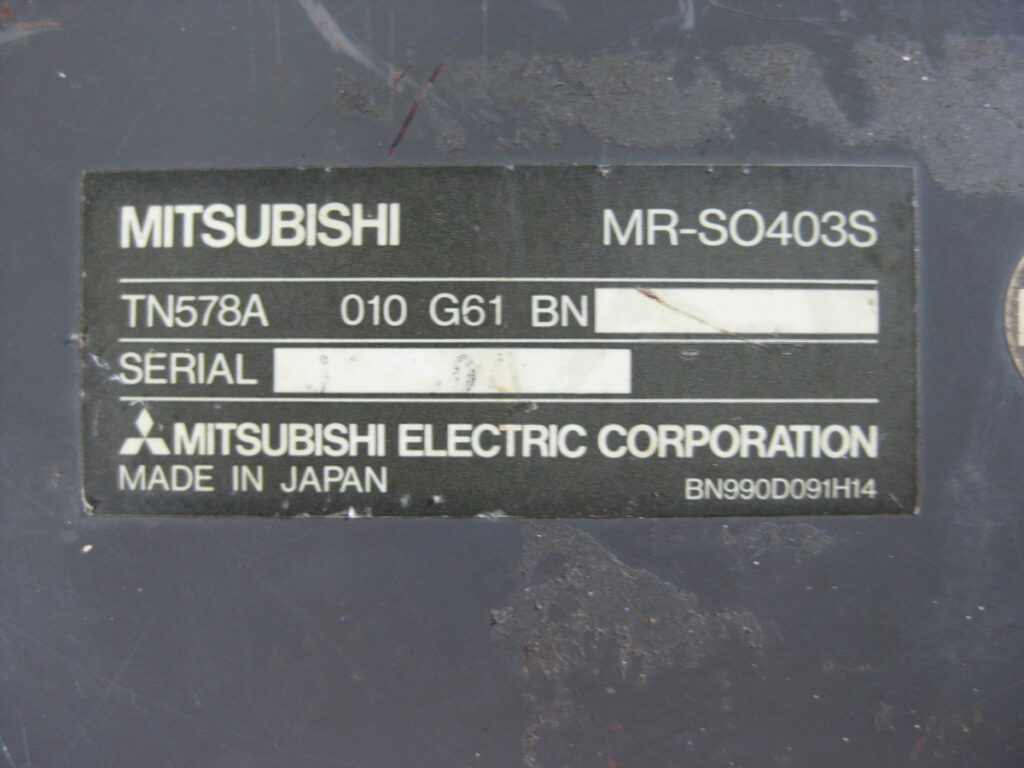 MITSUBISHI MR-SO403S
TN578A 010 G61 BN
SERIAL
MITSUBISHI ELECTRIC CORPORATION
MADE IN JAPAN BN990D091H14